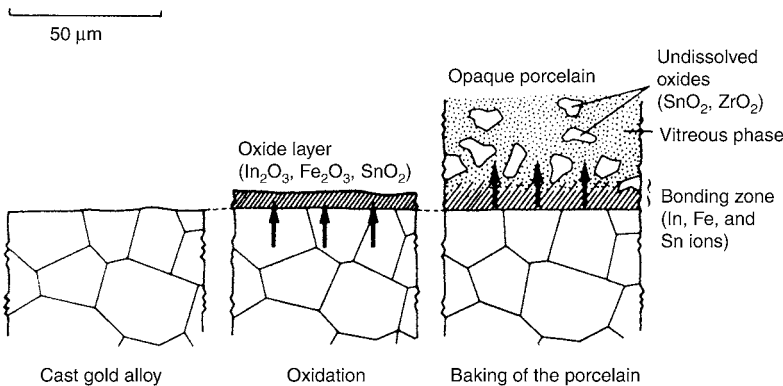 50 μm
Opaque porcelain
Undissolved
oxides
(SnO₂, ZrO₂)
Vitreous phase
Oxide layer
(In₂O₃, Fe₂O₃, SnO₂)
Bonding zone
(In, Fe, and
Sn ions)
Cast gold alloy
Oxidation
Baking of the porcelain